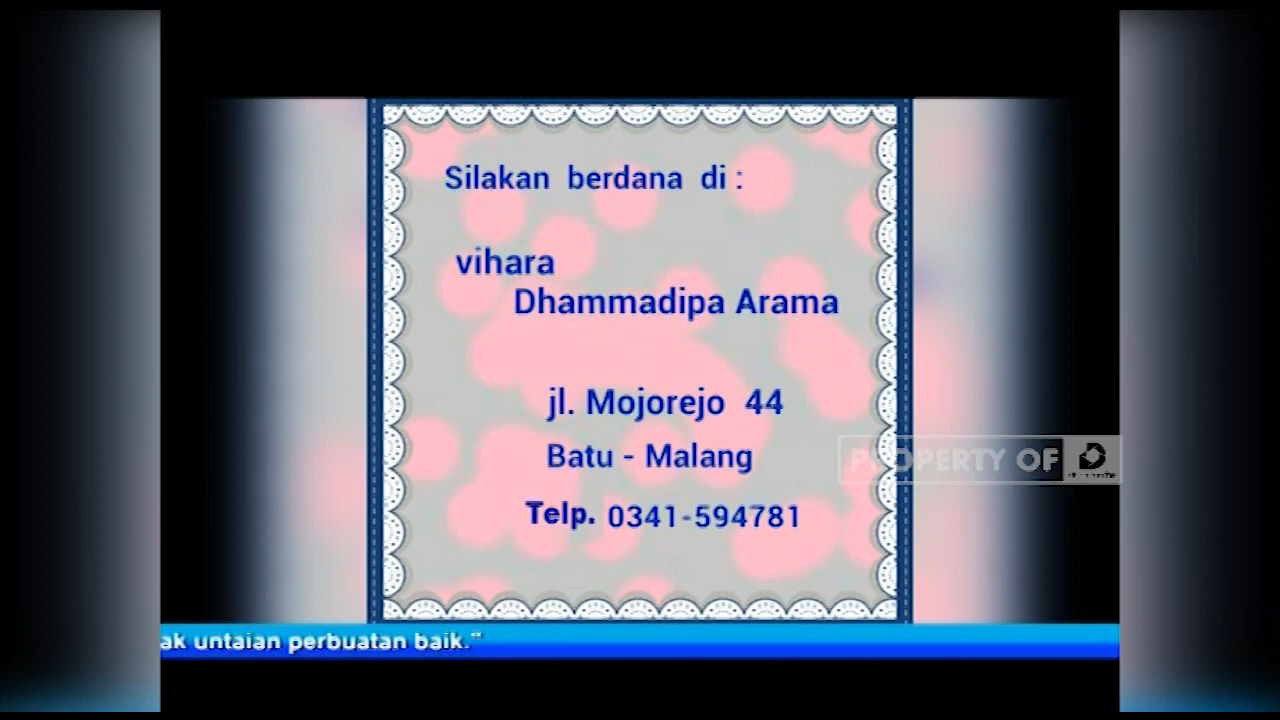 Silakan berdana di :
vihara
Dhammadipa Arama
jl. Mojorejo 44
Batu - Malang
Telp. 0341-594781
PROPERTY OF
ak untaian perbuatan baik."